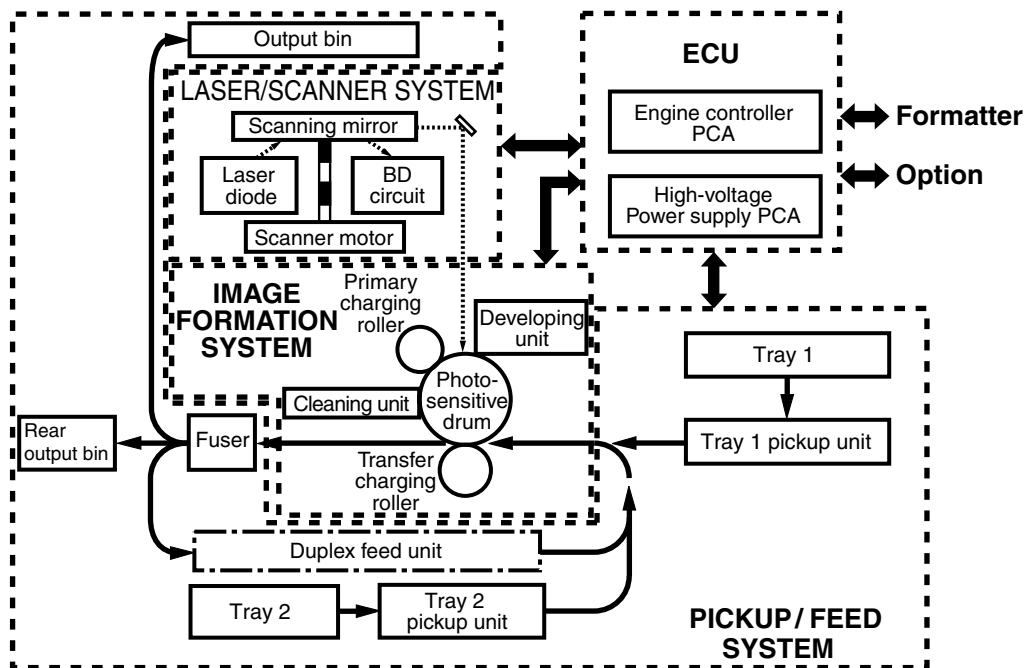 Output bin
LASER/SCANNER SYSTEM
Scanning mirror
Laser
diode
BD
circuit
Scanner motor
ECU
Engine controller
PCA
High-voltage
Power supply PCA
Formatter
Option
IMAGE
FORMATION
SYSTEM
Primary
charging
roller
Developing
unit
Photo-
sensitive
drum
Cleaning unit
Transfer
charging
roller
Fuser
Rear
output bin
Tray 1
Tray 1 pickup unit
Duplex feed unit
Tray 2
Tray 2
pickup unit
PICKUP / FEED
SYSTEM